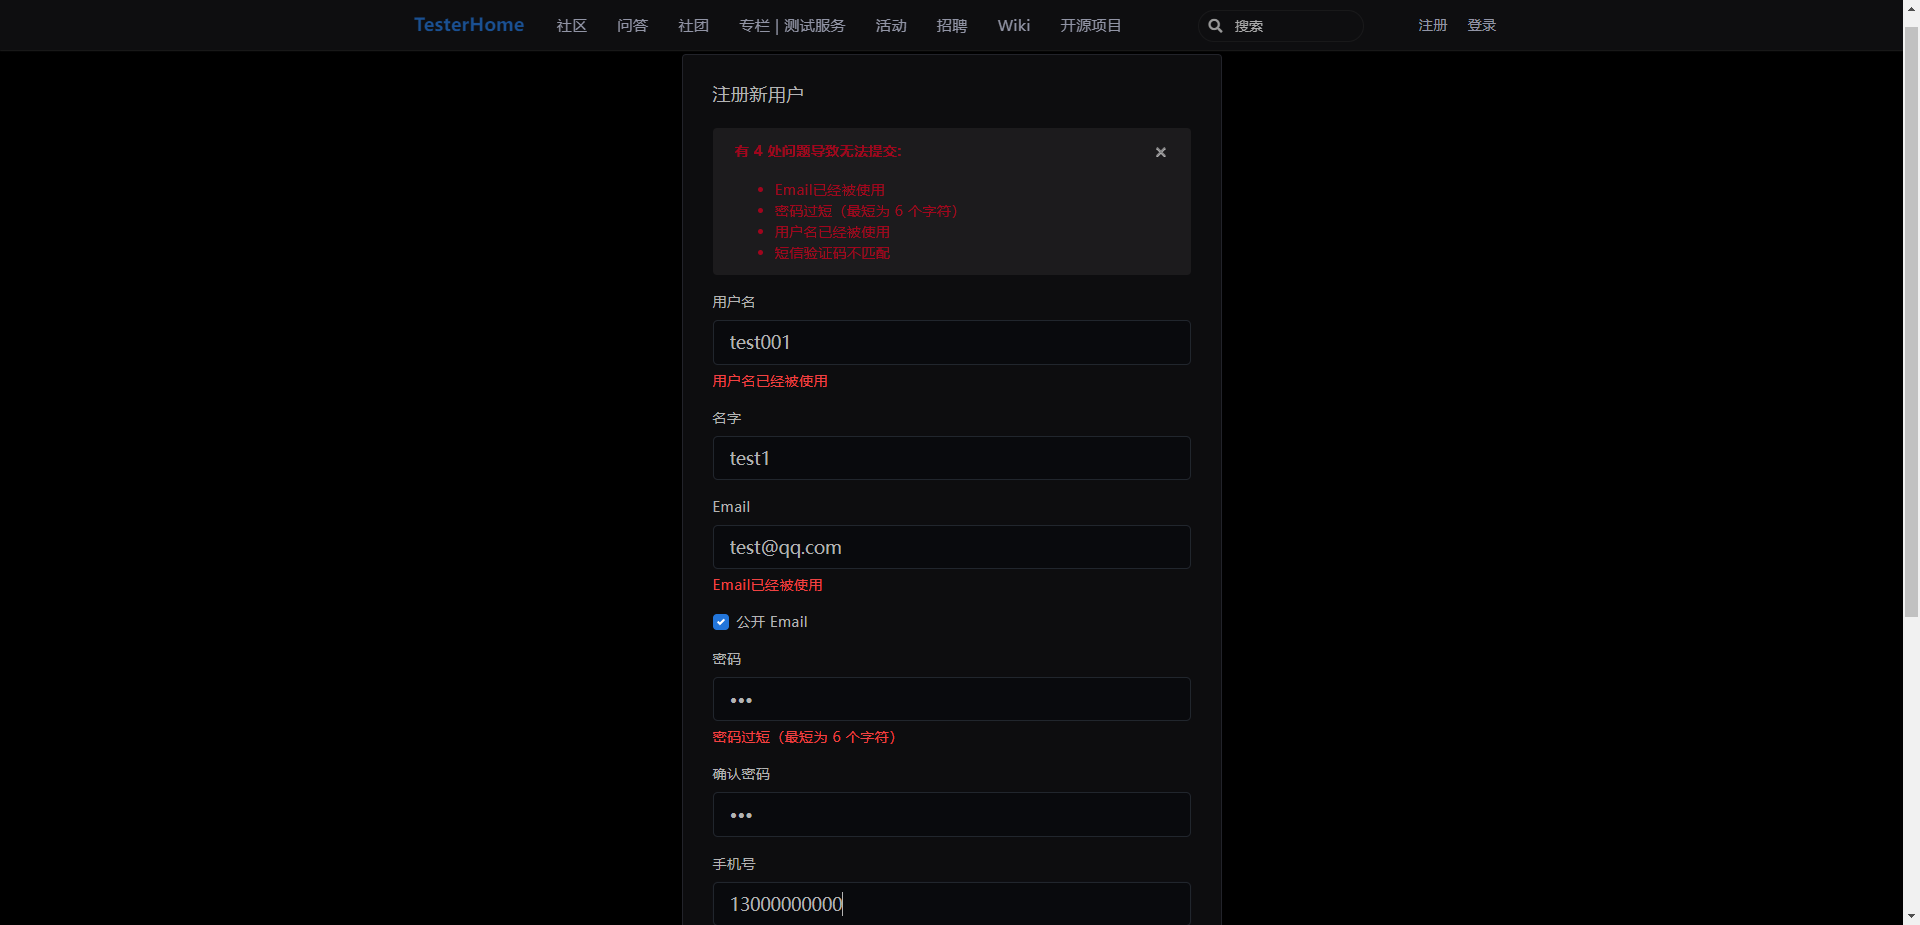 TesterHome 社区 问答 社团 专栏 | 测试服务 活动 招聘 Wiki 开源项目 搜索 注册 登录
注册新用户
有 4 处问题导致无法提交:
Email已经被使用
密码过短（最短为 6 个字符）
用户名已经被使用
短信验证码不匹配
用户名
test001
用户名已经被使用
名字
test1
Email
test@qq.com
Email已经被使用
公开 Email
密码
•••
密码过短（最短为 6 个字符）
确认密码
•••
手机号
13000000000